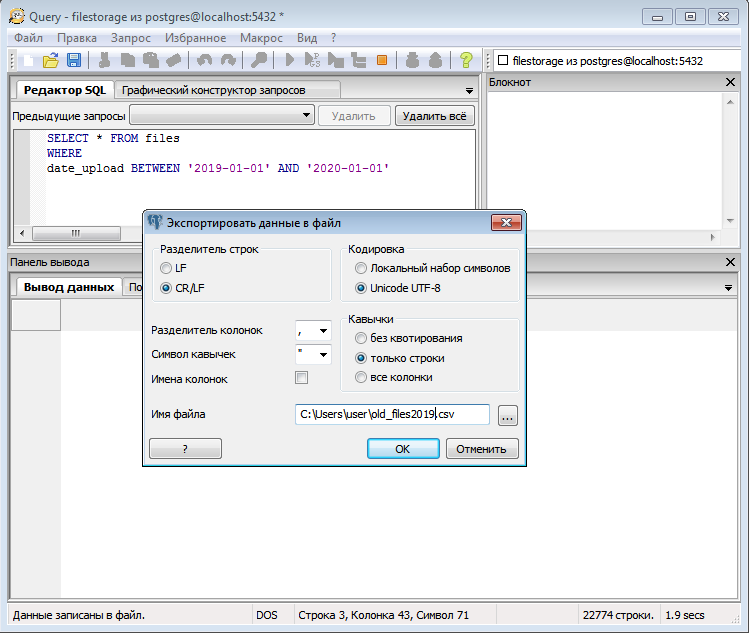 Query - filestorage из postgres@localhost:5432 *
Файл Правка Запрос Избранное Макрос Вид ?
filestorage из postgres@localhost:5432
Редактор SQL Графический конструктор запросов
Предыдущие запросы Удалить Удалить всё
SELECT * FROM files
WHERE
date_upload BETWEEN '2019-01-01' AND '2020-01-01'
Блокнот
Экспортировать данные в файл
Разделитель строк
LF
CR/LF
Кодировка
Локальный набор символов
Unicode UTF-8
Разделитель колонок ,
Символ кавычек "
Имена колонок
Кавычки
без квотирования
только строки
все колонки
Имя файла C:\Users\user\old_files2019.csv ...
? OK Отменить
Панель вывода
Вывод данных По
Данные записаны в файл. DOS Строка 3, Колонка 43, Символ 71 22774 строки. 1.9 secs